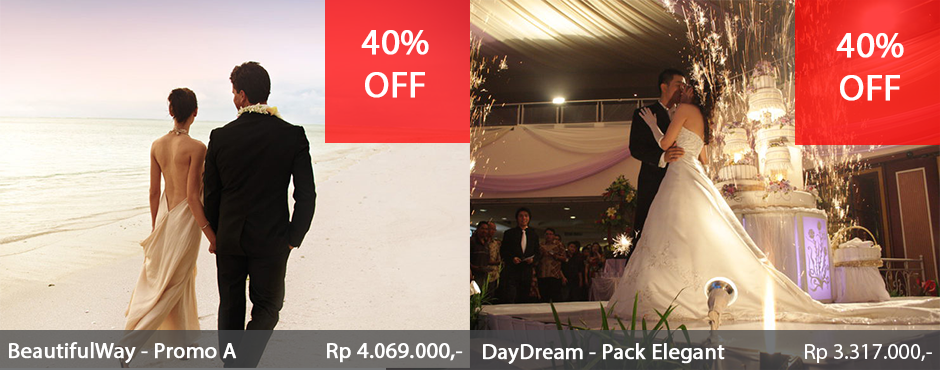 40%
OFF
BeautifulWay - Promo A
Rp 4.069.000,-
40%
OFF
DayDream - Pack Elegant
Rp 3.317.000,-